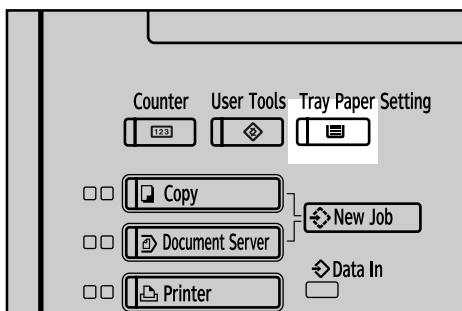 Counter User Tools Tray Paper Setting
123
Copy
New Job
Document Server
Data In
Printer